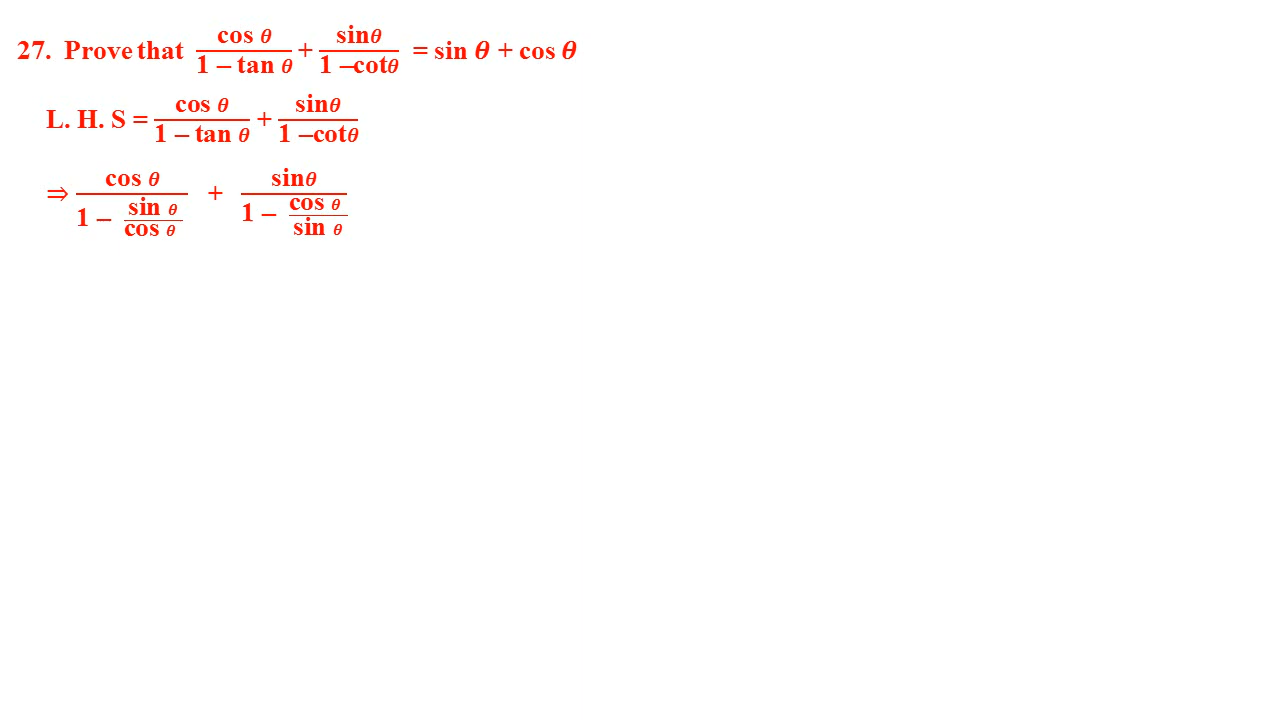 27. Prove that cos θ / 1 – tan θ + sinθ / 1 –cotθ = sin θ + cos θ
L. H. S = cos θ / 1 – tan θ + sinθ / 1 –cotθ
⇒ cos θ / 1 – sin θ / cos θ + sinθ / 1 – cos θ / sin θ